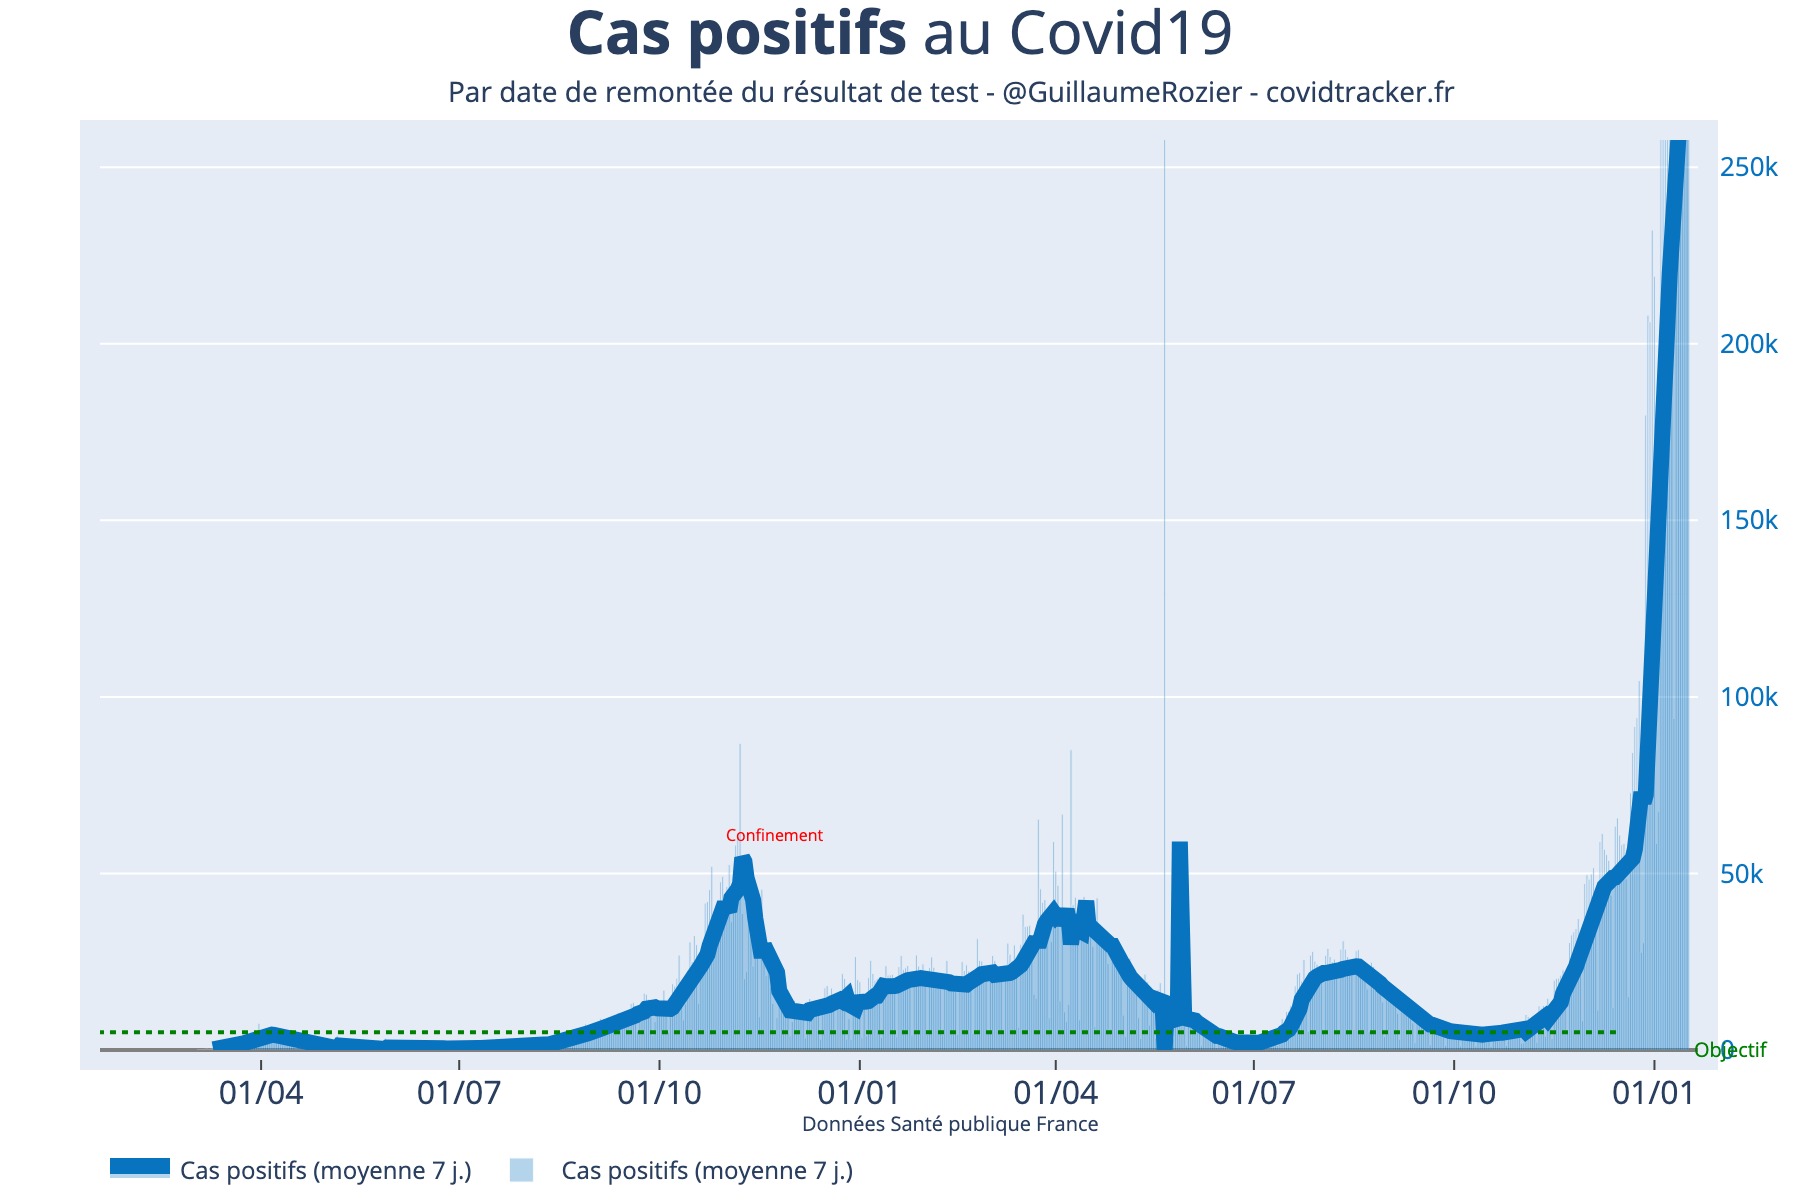 Cas positifs au Covid19
Par date de remontée du résultat de test - @GuillaumeRozier - covidtracker.fr
250k
200k
150k
100k
Confinement
50k
0
Objectif
01/04 01/07 01/10 01/01 01/04 01/07 01/10 01/01
Données Santé publique France
Cas positifs (moyenne 7 j.) Cas positifs (moyenne 7 j.)